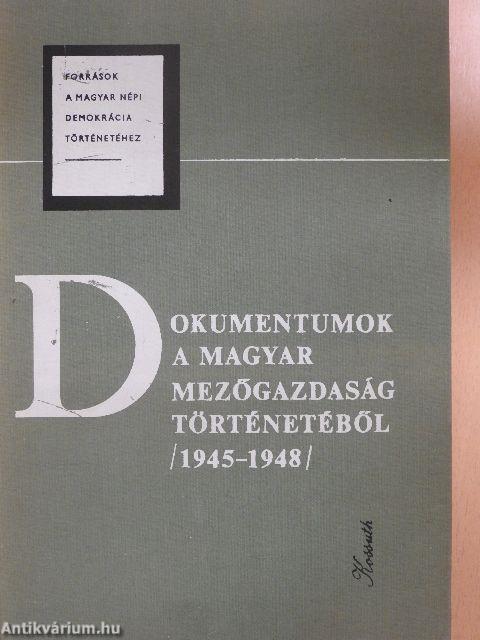 FORRÁSOK
A MAGYAR NÉPI
DEMOKRÁCIA
TÖRTÉNETÉHEZ
DOKUMENTUMOK
A MAGYAR
MEZŐGAZDASÁG
TÖRTÉNETÉBŐL
/1945-1948/
Kossuth
Antikvárium.hu